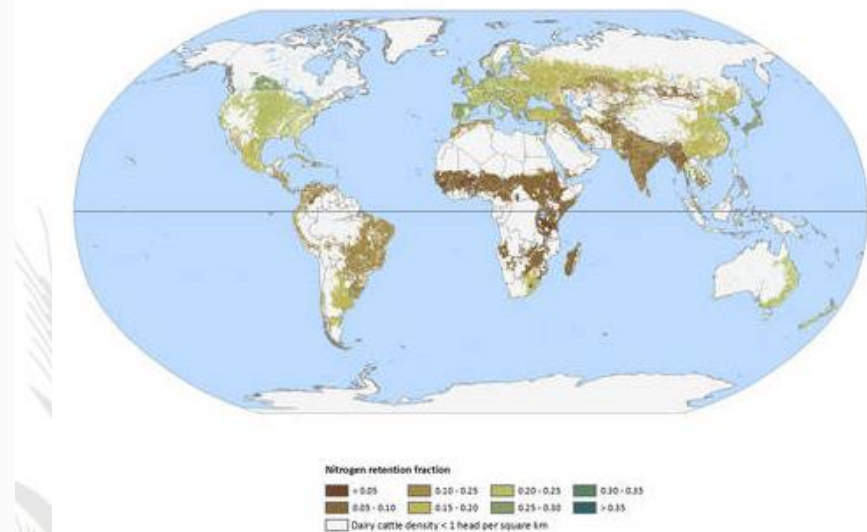 Nitrogen retention fraction
< 0.05 0.10 - 0.25 0.20 - 0.25 0.30 - 0.35
0.05 - 0.10 0.15 - 0.20 0.25 - 0.30 > 0.35
Dairy cattle density < 1 head per square km